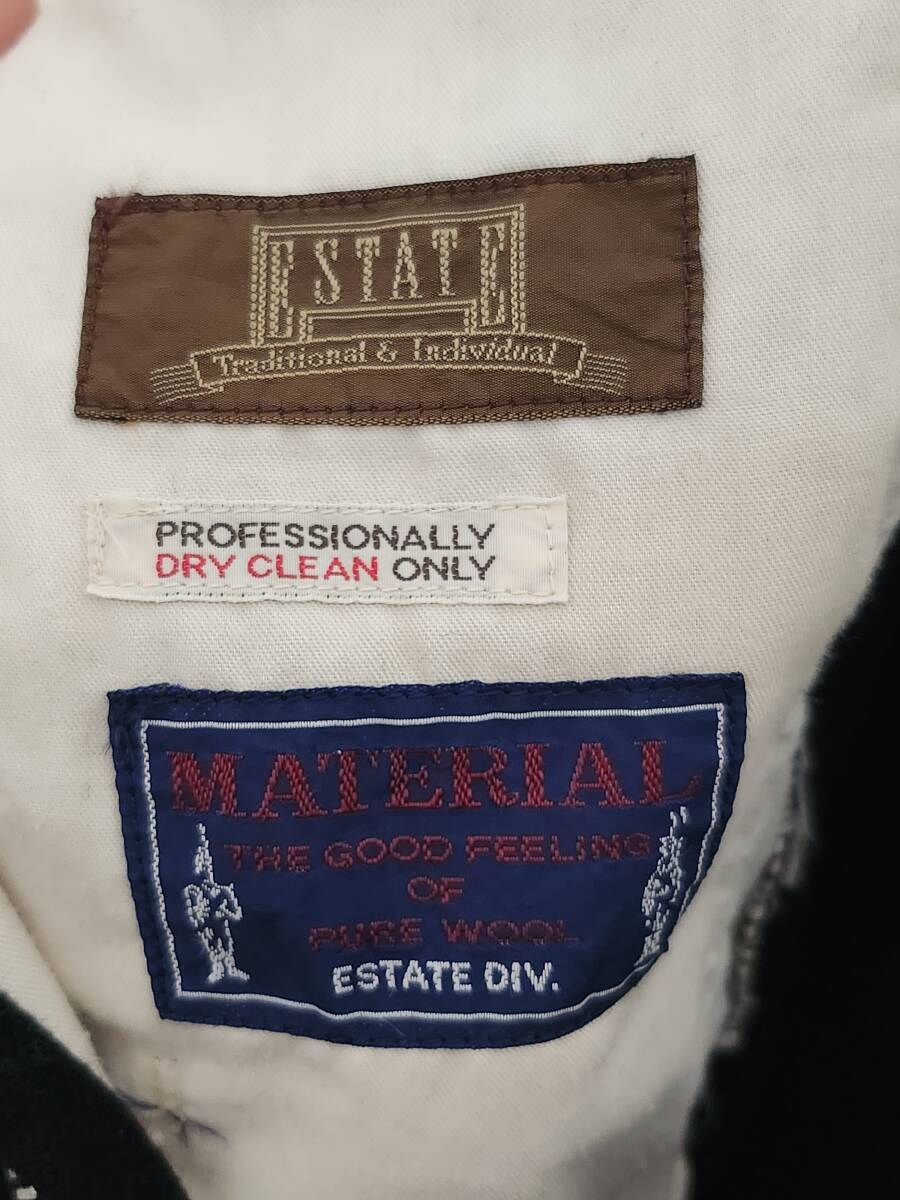 ESTATE
Traditional & Individual
PROFESSIONALLY
DRY CLEAN ONLY
MATERIAL
THE GOOD FEELING
OF
PURE WOOL
ESTATE DIV.